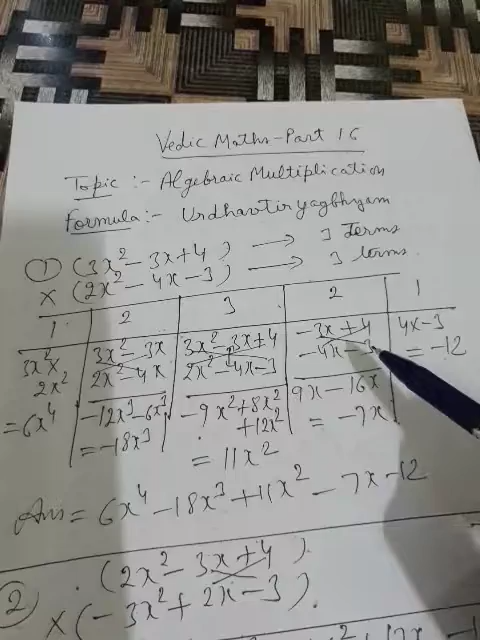 Vedic Maths-Part 16
Topic :- Algebraic Multiplication
Formula:- Urdhavtiryagbhyam
① (3x² - 3x + 4) → 3 Terms
× (2x² - 4x - 3) → 3 terms.
1 2 3 2 1
3x² × 3x² - 3x 3x² - 3x + 4 - 3x + 4 4x - 3
2x² 2x² - 4x 2x² - 4x - 3 - 4x - 3 = -12
= 6x⁴ -12x³ - 6x³ - 9x² + 8x² 9x - 16x
= -18x³ + 12x² = -7x
= 11x²
Ans = 6x⁴ - 18x³ + 11x² - 7x - 12
② (2x² - 3x + 4).
× (- 3x² + 2x - 3).